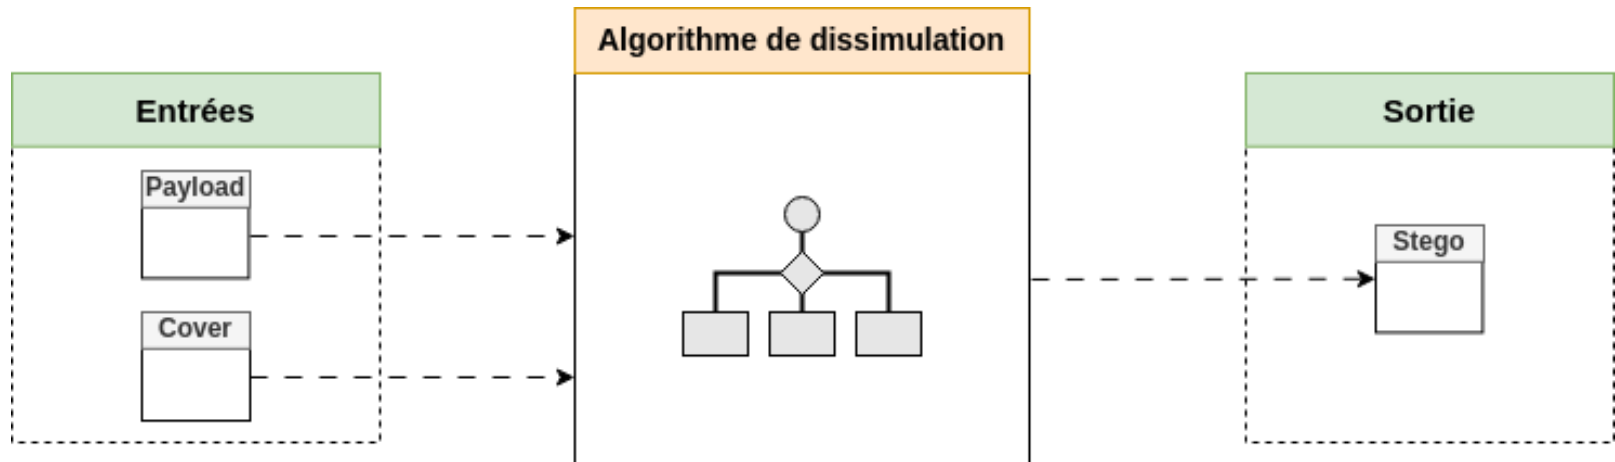 Entrées
Payload
Cover
Algorithme de dissimulation
Sortie
Stego